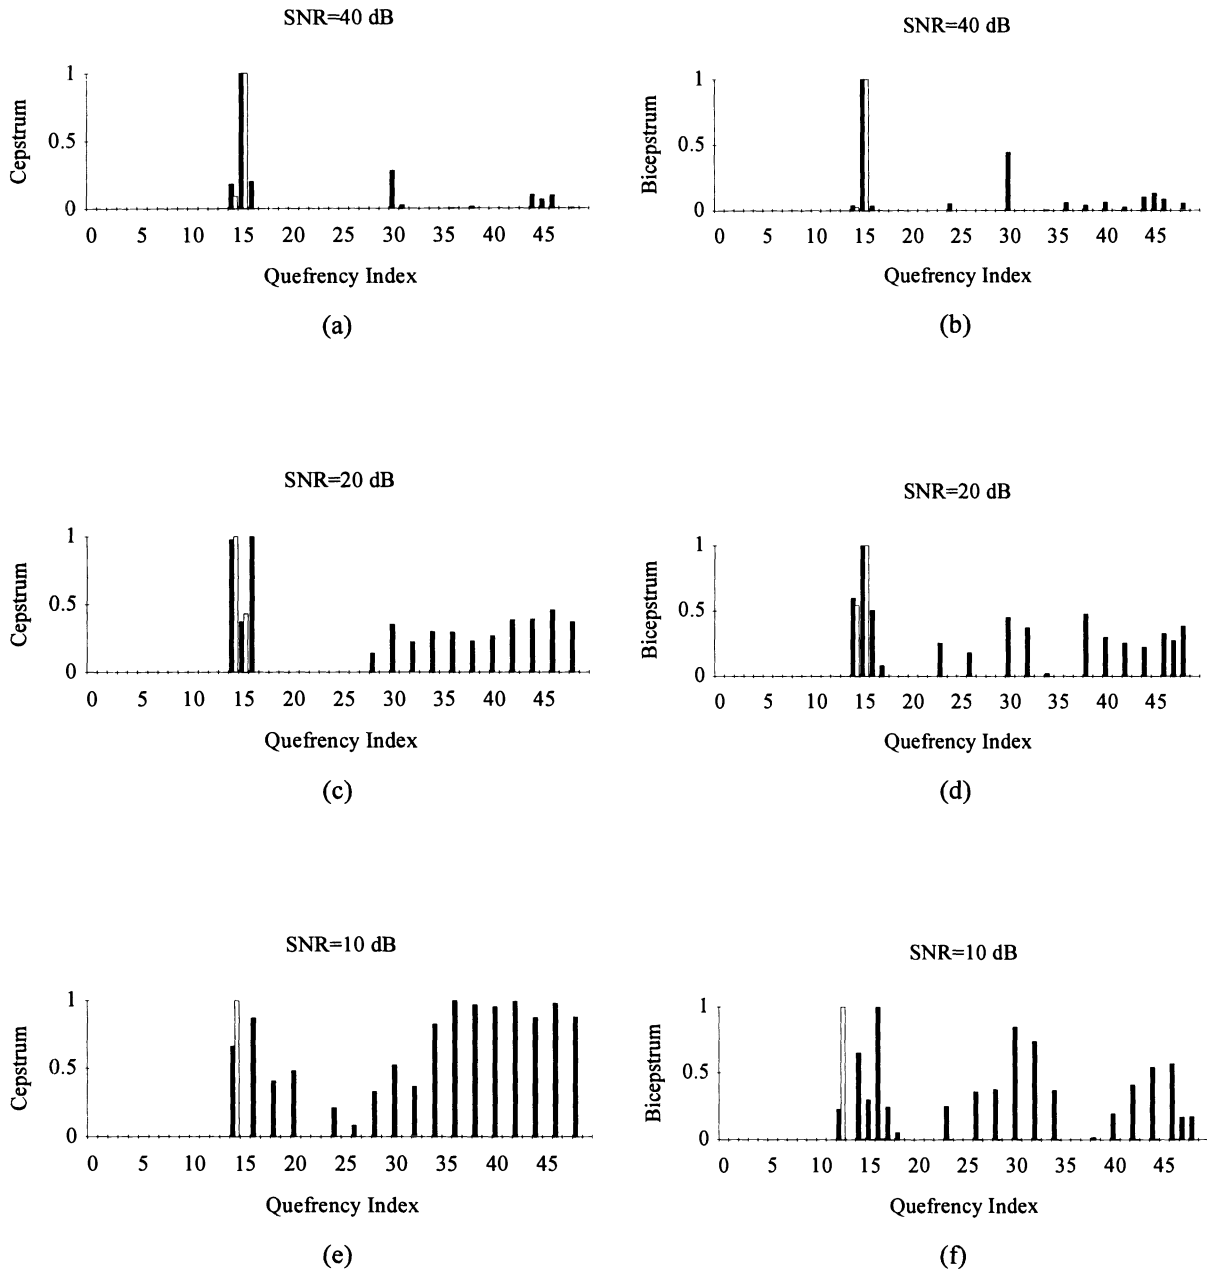 SNR=40 dB
Cepstrum
1
0.5
0
0 5 10 15 20 25 30 35 40 45
Quefrency Index
(a)
SNR=40 dB
Bicepstrum
1
0.5
0
0 5 10 15 20 25 30 35 40 45
Quefrency Index
(b)
SNR=20 dB
Cepstrum
1
0.5
0
0 5 10 15 20 25 30 35 40 45
Quefrency Index
(c)
SNR=20 dB
Bicepstrum
1
0.5
0
0 5 10 15 20 25 30 35 40 45
Quefrency Index
(d)
SNR=10 dB
Cepstrum
1
0.5
0
0 5 10 15 20 25 30 35 40 45
Quefrency Index
(e)
SNR=10 dB
Bicepstrum
1
0.5
0
0 5 10 15 20 25 30 35 40 45
Quefrency Index
(f)